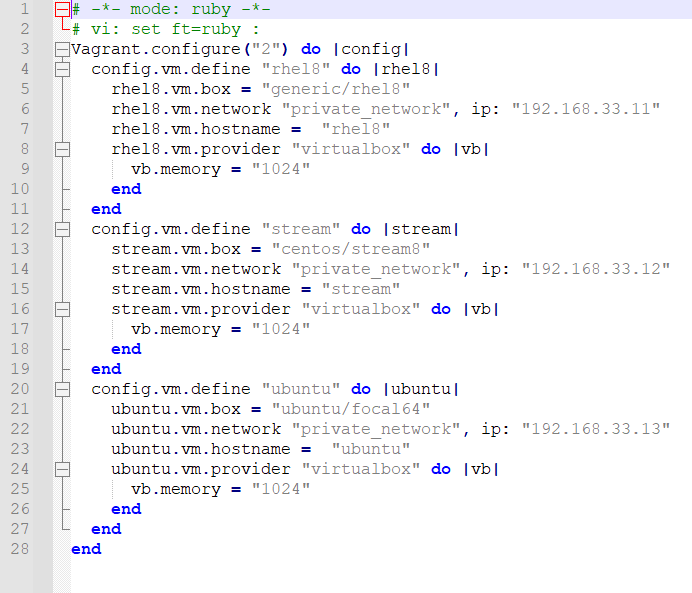 1 # -*- mode: ruby -*-
2 # vi: set ft=ruby :
3 Vagrant.configure("2") do |config|
4   config.vm.define "rhel8" do |rhel8|
5     rhel8.vm.box = "generic/rhel8"
6     rhel8.vm.network "private_network", ip: "192.168.33.11"
7     rhel8.vm.hostname =  "rhel8"
8     rhel8.vm.provider "virtualbox" do |vb|
9       vb.memory = "1024"
10     end
11   end
12   config.vm.define "stream" do |stream|
13     stream.vm.box = "centos/stream8"
14     stream.vm.network "private_network", ip: "192.168.33.12"
15     stream.vm.hostname = "stream"
16     stream.vm.provider "virtualbox" do |vb|
17       vb.memory = "1024"
18     end
19   end
20   config.vm.define "ubuntu" do |ubuntu|
21     ubuntu.vm.box = "ubuntu/focal64"
22     ubuntu.vm.network "private_network", ip: "192.168.33.13"
23     ubuntu.vm.hostname =  "ubuntu"
24     ubuntu.vm.provider "virtualbox" do |vb|
25       vb.memory = "1024"
26     end
27   end
28 end